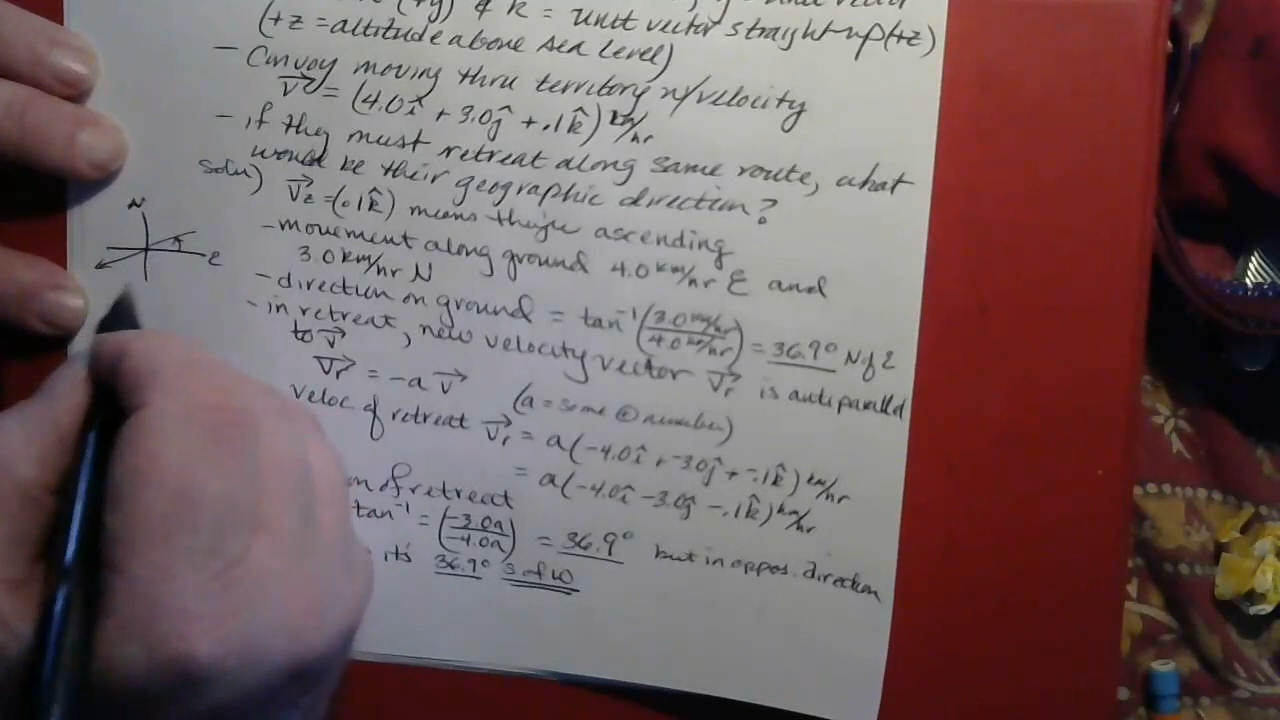 (+y) & k̂ = unit vector straight up (+z)
(+z = altitude above sea level)
- Convoy moving thru territory w/velocity
V⃗ = (4.0î + 3.0ĵ + .1k̂) km/hr
- if they must retreat along same route, what
would be their geographic direction?
soln) V⃗z = (.1k̂) means they're ascending
- movement along ground 4.0 km/hr E and
3.0 km/hr N
- direction on ground = tan⁻¹(3.0 km/hr / 4.0 km/hr) = 36.9° N of E
- in retreat, new velocity vector V⃗r is antiparallel
to V⃗
V⃗r = -a V⃗ (a = some ⊕ number)
veloc of retreat V⃗r = a(-4.0î + -3.0ĵ + -.1k̂) km/hr
= a(-4.0î - 3.0ĵ - .1k̂) km/hr
of retreat
tan⁻¹ = (-3.0a / -4.0a) = 36.9° but in oppos. direction
it's 36.9° S of W
N
E